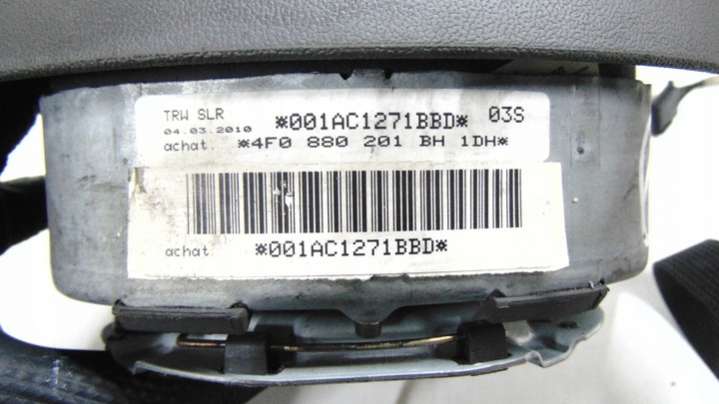 TRW SLR *001AC1271BBD* 03S
04.03.2010
achat. *4F0 880 201 BH 1DH*
achat *001AC1271BBD*